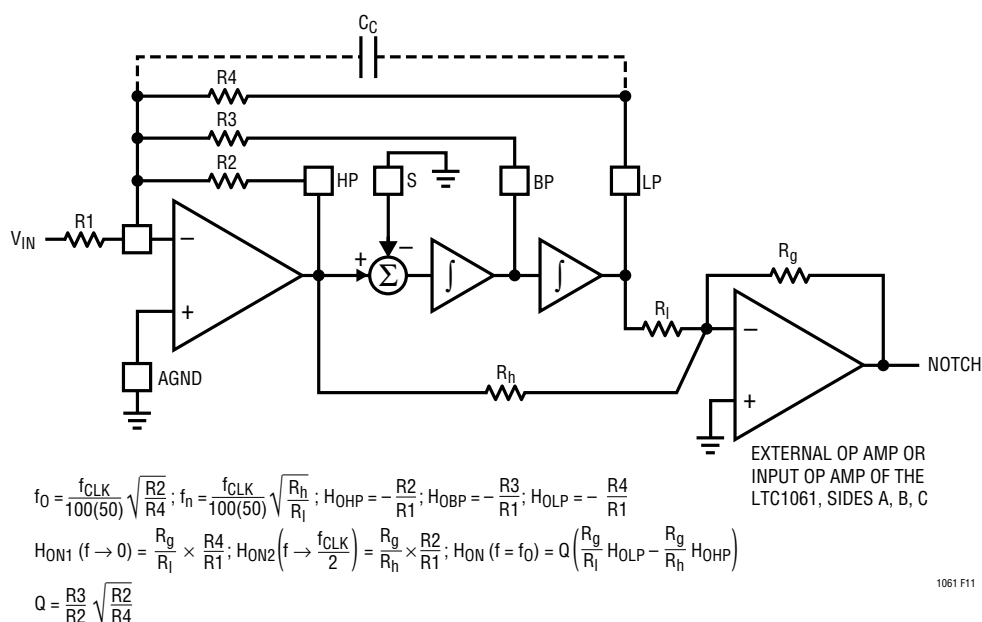 C_C
R4
R3
R2
HP
S
BP
LP
R1
V_IN
−
+
+
−
Σ
∫
∫
R_g
R_l
−
+
NOTCH
R_h
AGND
EXTERNAL OP AMP OR
INPUT OP AMP OF THE
LTC1061, SIDES A, B, C
f_O = f_CLK/100(50) √(R2/R4) ; f_n = f_CLK/100(50) √(R_h/R_l) ; H_OHP = – R2/R1 ; H_OBP = – R3/R1 ; H_OLP = – R4/R1
H_ON1 (f → 0) = R_g/R_l × R4/R1 ; H_ON2 (f → f_CLK/2) = R_g/R_h × R2/R1 ; H_ON (f = f_O) = Q (R_g/R_l H_OLP – R_g/R_h H_OHP)
Q = R3/R2 √(R2/R4)
1061 F11